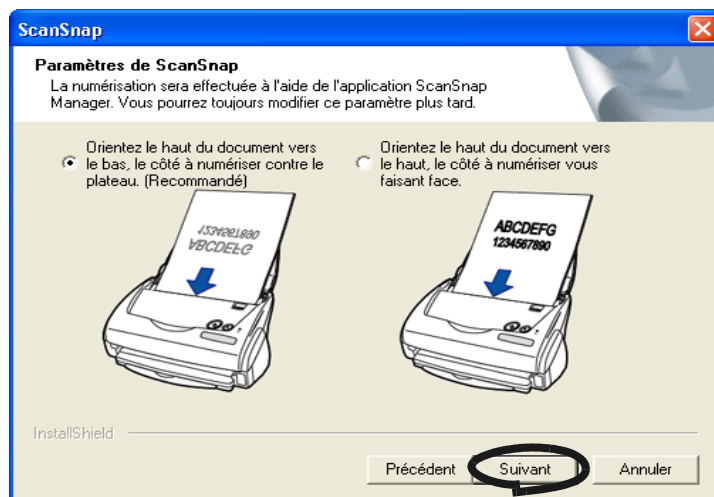 ScanSnap
Paramètres de ScanSnap
La numérisation sera effectuée à l'aide de l'application ScanSnap
Manager. Vous pourrez toujours modifier ce paramètre plus tard.
Orientez le haut du document vers
le bas, le côté à numériser contre le
plateau. (Recommandé)
Orientez le haut du document vers
le haut, le côté à numériser vous
faisant face.
1234567890
ABCDEFG
ABCDEFG
1234567890
InstallShield
Précédent
Suivant
Annuler